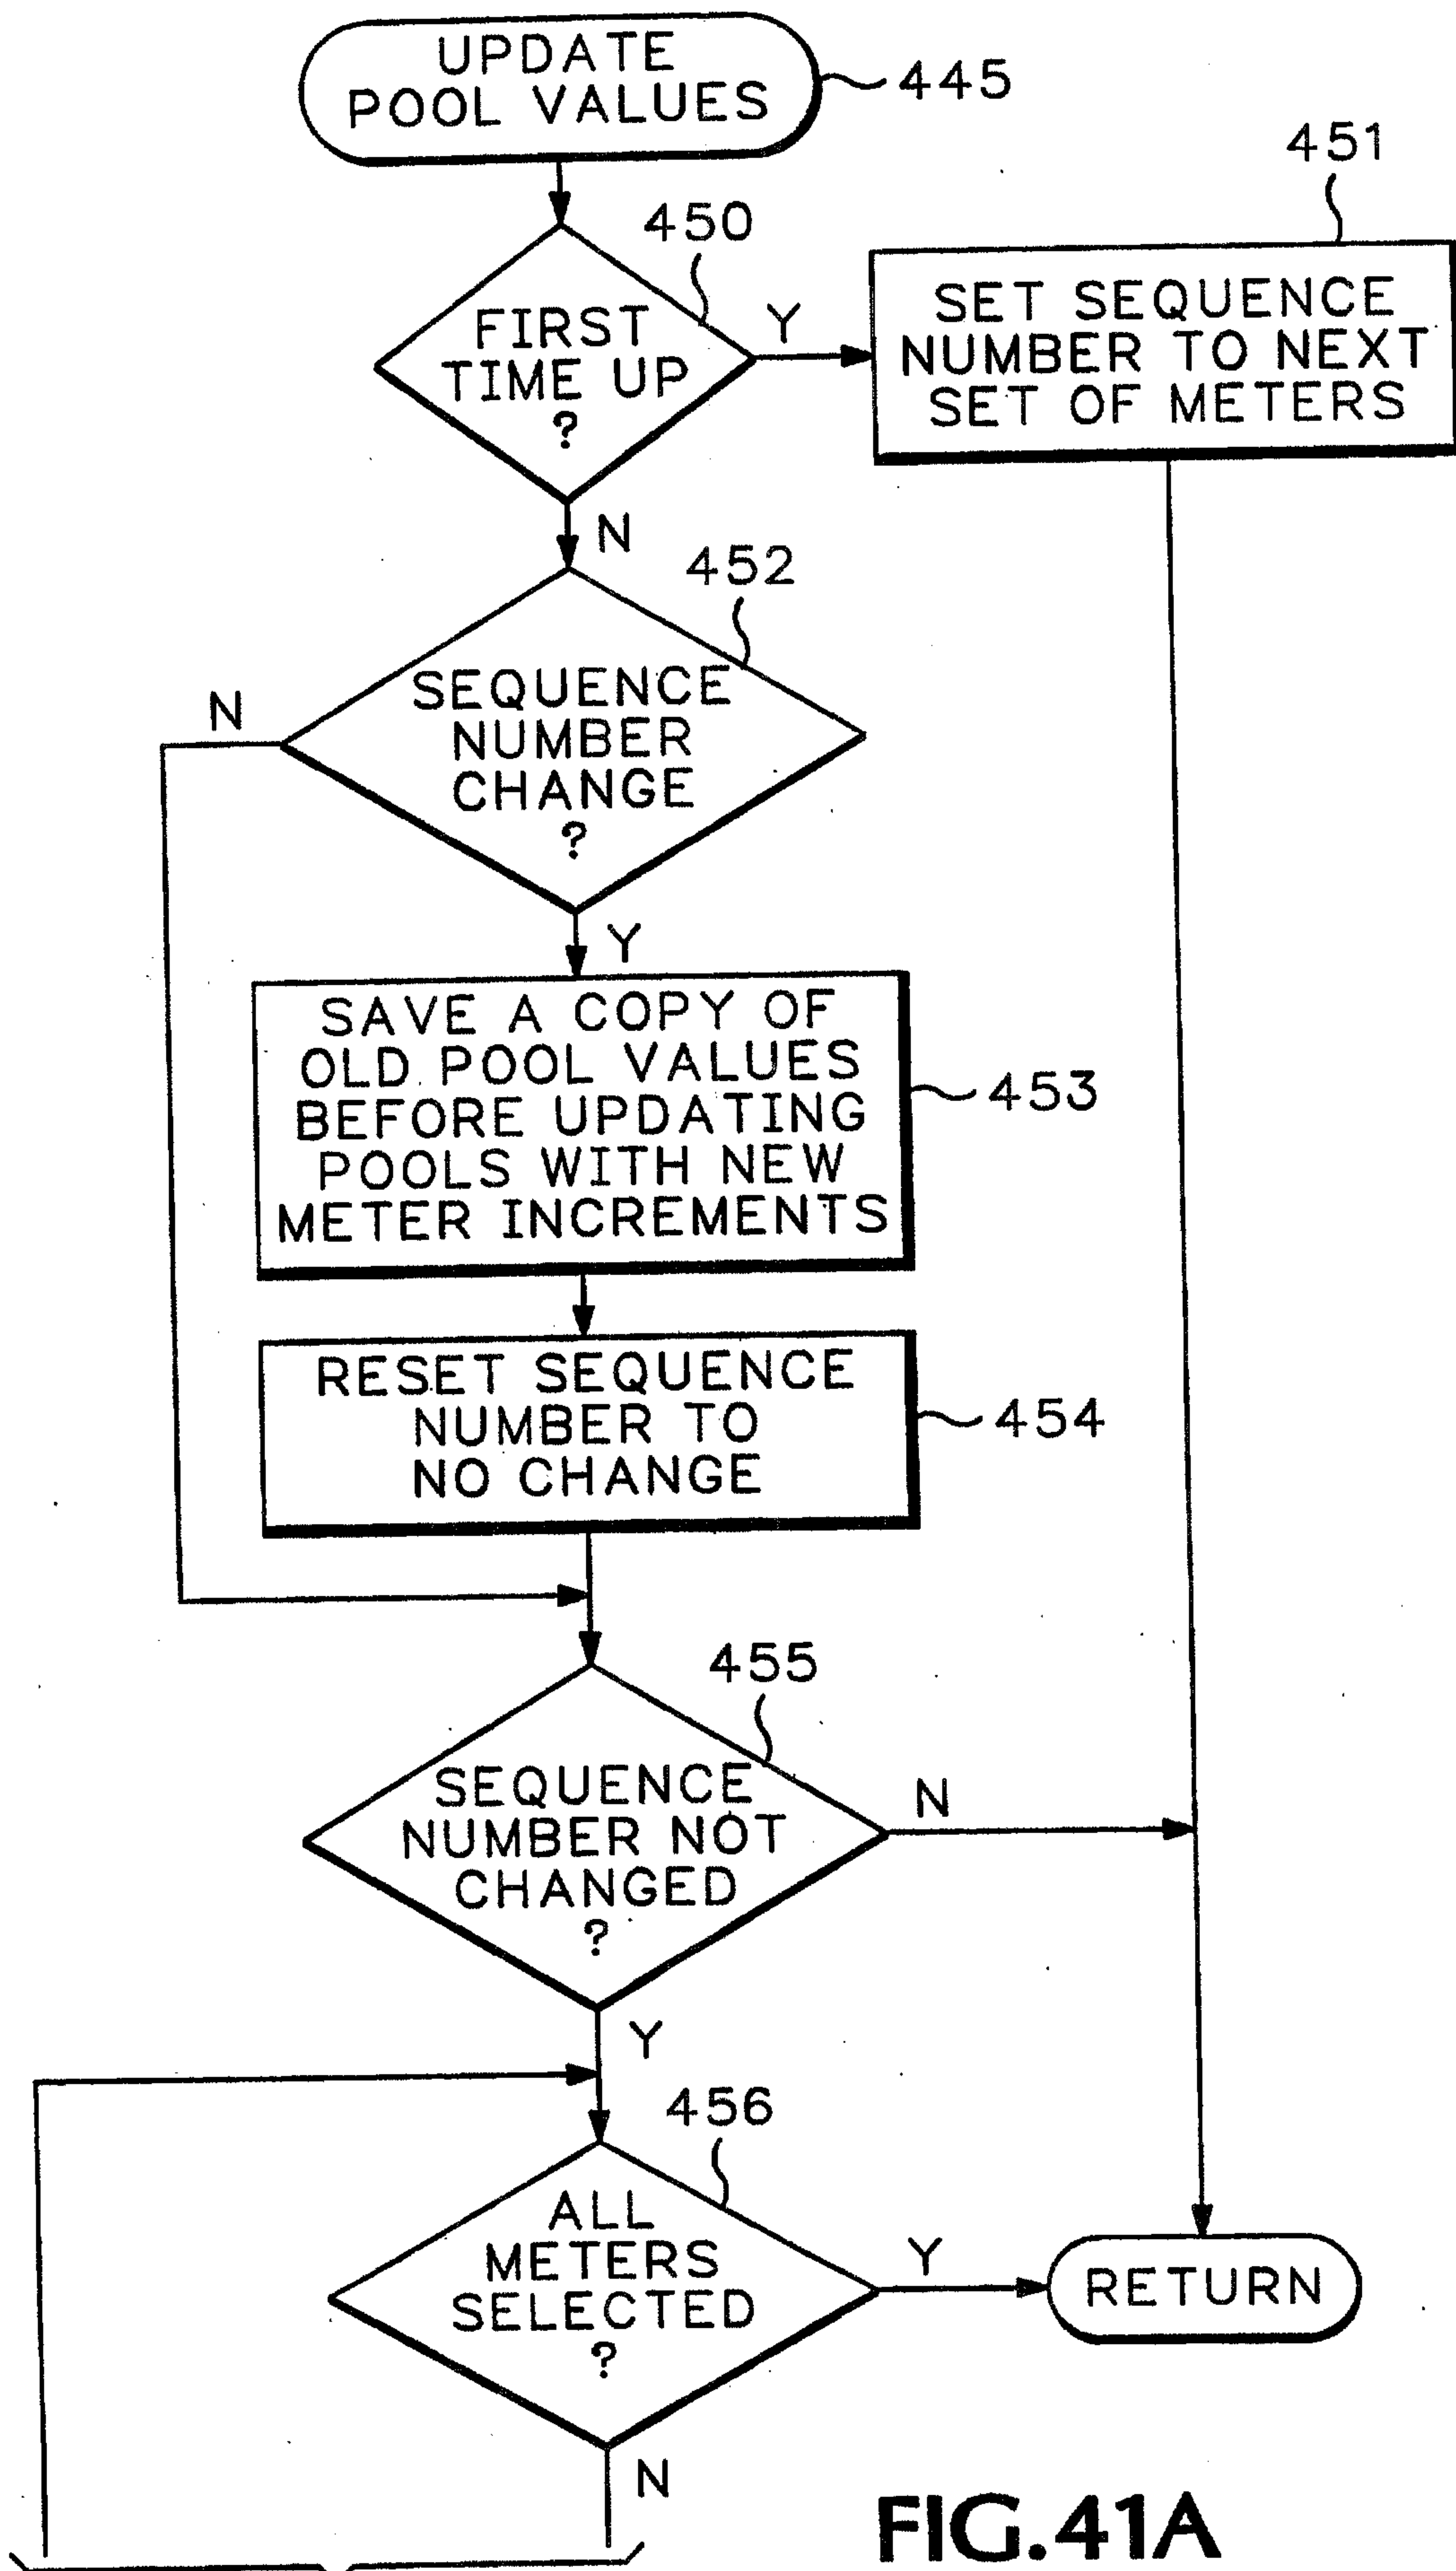 UPDATE
POOL VALUES
445
451
450
FIRST
TIME UP
?
Y
SET SEQUENCE
NUMBER TO NEXT
SET OF METERS
N
452
SEQUENCE
NUMBER
CHANGE
?
N
Y
SAVE A COPY OF
OLD POOL VALUES
BEFORE UPDATING
POOLS WITH NEW
METER INCREMENTS
453
RESET SEQUENCE
NUMBER TO
NO CHANGE
454
455
SEQUENCE
NUMBER NOT
CHANGED
?
N
Y
456
ALL
METERS
SELECTED
?
Y
RETURN
N
FIG.41A